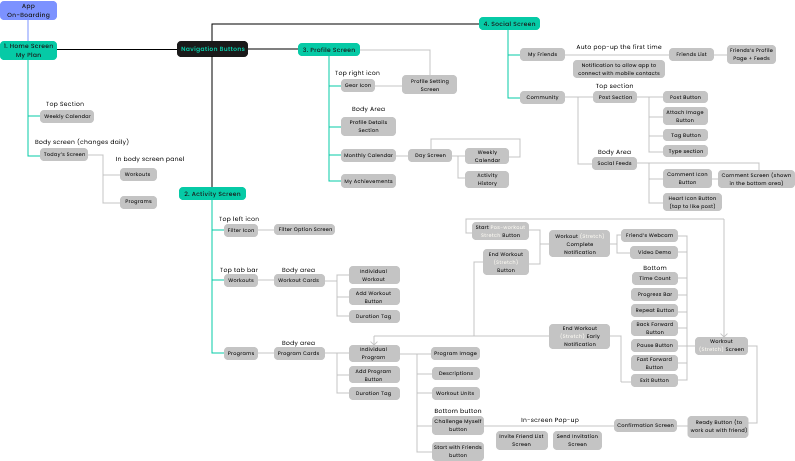 App
On-Boarding
1. Home Screen
My Plan
Navigation Buttons
4. Social Screen
3. Profile Screen
My Friends
Auto pop-up the first time
Friends List
Friends's Profile
Page + Feeds
Notification to allow app to
connect with mobile contacts
Top right icon
Gear Icon
Profile Setting
Screen
Top section
Community
Post Section
Post Button
Attach Image
Button
Tag Button
Type section
Top Section
Weekly Calendar
Body Area
Profile Details
Section
Body screen (changes daily)
Today's Screen
In body screen panel
Workouts
Programs
Monthly Calendar
Day Screen
Weekly
Calendar
Activity
History
My Achievements
Body Area
Social Feeds
Comment Icon
Button
Comment Screen (shown
in the bottom area)
Heart Icon Button
(tap to like post)
2. Activity Screen
Top left icon
Filter Icon
Filter Option Screen
Start Pre-workout
Stretch Button
End Workout
(Stretch)
Button
Workout (Stretch)
Complete
Notification
Friend's Webcam
Video Demo
Bottom
Time Count
Progress Bar
Repeat Button
Back Forward
Button
Pause Button
Fast Forward
Button
Exit Button
Top tab bar
Workouts
Body area
Workout Cards
Individual
Workout
Add Workout
Button
Duration Tag
End Workout
(Stretch) Early
Notification
Workout
(Stretch) Screen
Programs
Body area
Program Cards
Individual
Program
Add Program
Button
Duration Tag
Program Image
Descriptions
Workout Units
Bottom button
Challenge Myself
button
Start with Friends
button
In-screen Pop-up
Invite Friend List
Screen
Send Invitation
Screen
Confirmation Screen
Ready Button (to
work out with friend)